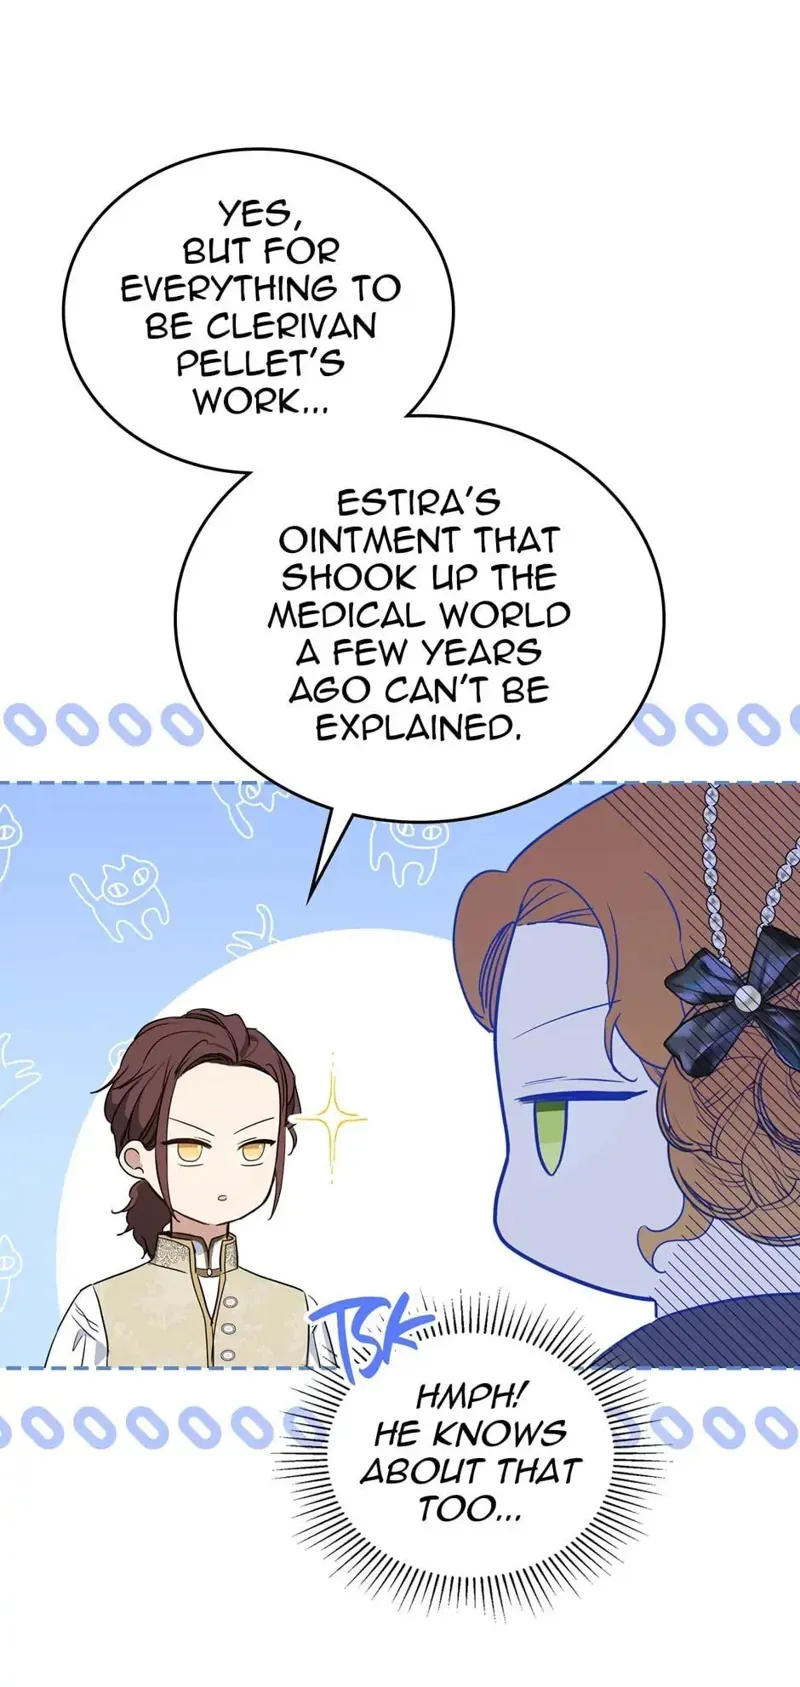 YES,
BUT FOR
EVERYTHING TO
BE CLERIVAN
PELLET'S
WORK...
ESTIRA'S
OINTMENT THAT
SHOOK UP THE
MEDICAL WORLD
A FEW YEARS
AGO CAN'T BE
EXPLAINED.
TSK
HMPH!
HE KNOWS
ABOUT THAT
TOO...